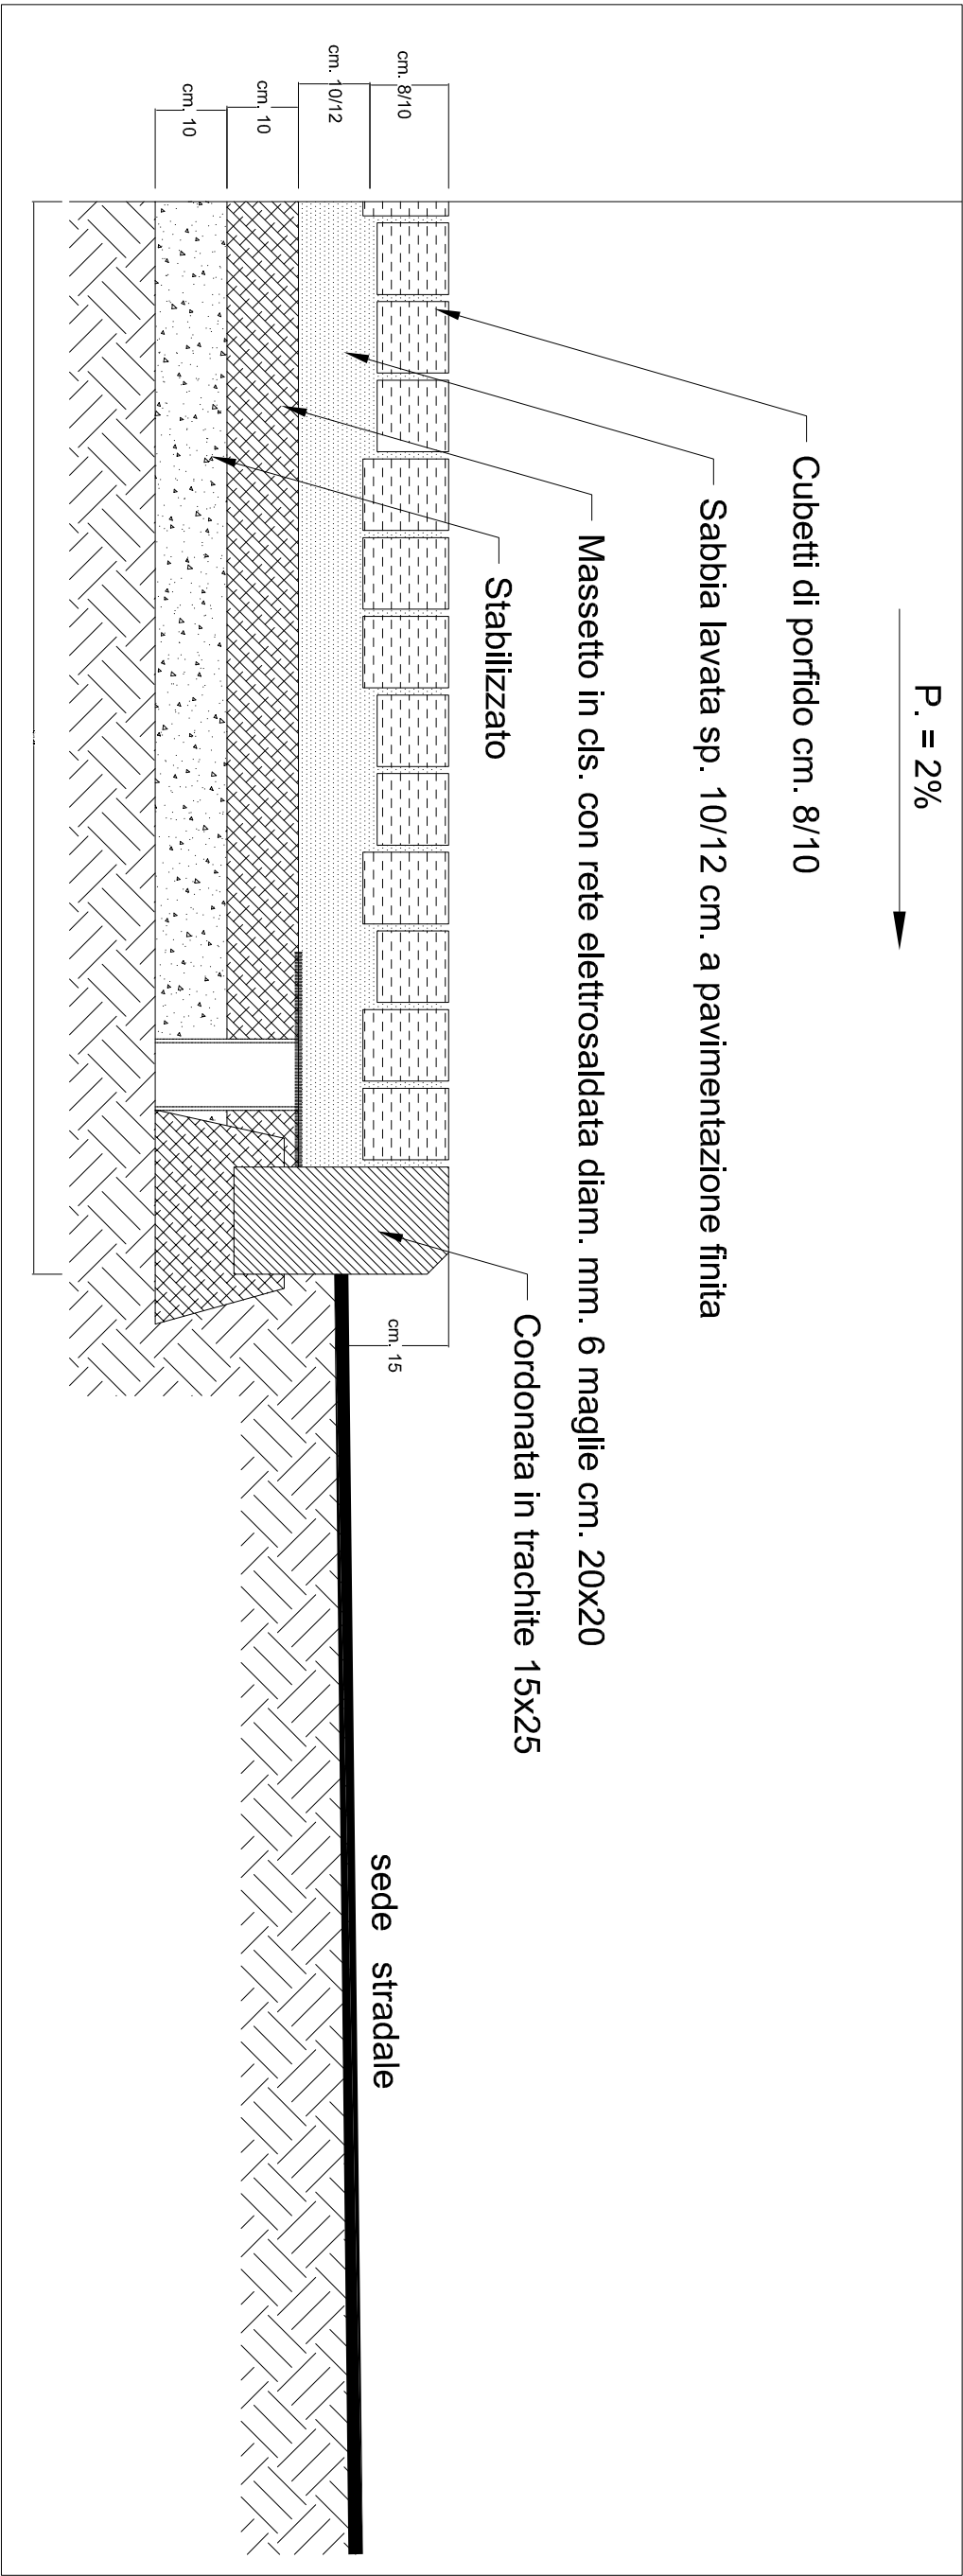 P. = 2%
Cubetti di porfido cm. 8/10
Sabbia lavata sp. 10/12 cm. a pavimentazione finita
Massetto in cls. con rete elettrosaldata diam. mm. 6 maglie cm. 20x20
Stabilizzato
Cordonata in trachite 15x25
sede stradale
cm. 8/10
cm. 10/12
cm. 10
cm. 10
cm. 15